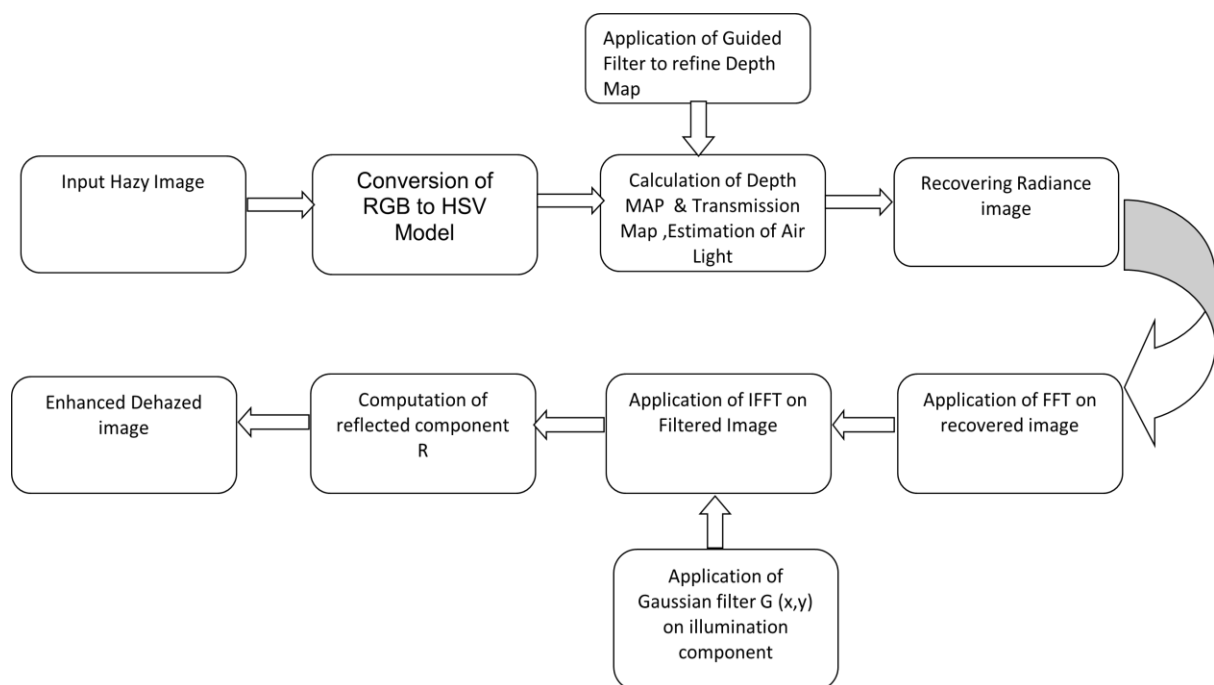 Application of Guided
Filter to refine Depth
Map
Input Hazy Image
Conversion of
RGB to HSV
Model
Calculation of Depth
MAP & Transmission
Map ,Estimation of Air
Light
Recovering Radiance
image
Enhanced Dehazed
image
Computation of
reflected component
R
Application of IFFT on
Filtered Image
Application of FFT on
recovered image
Application of
Gaussian filter G (x,y)
on illumination
component